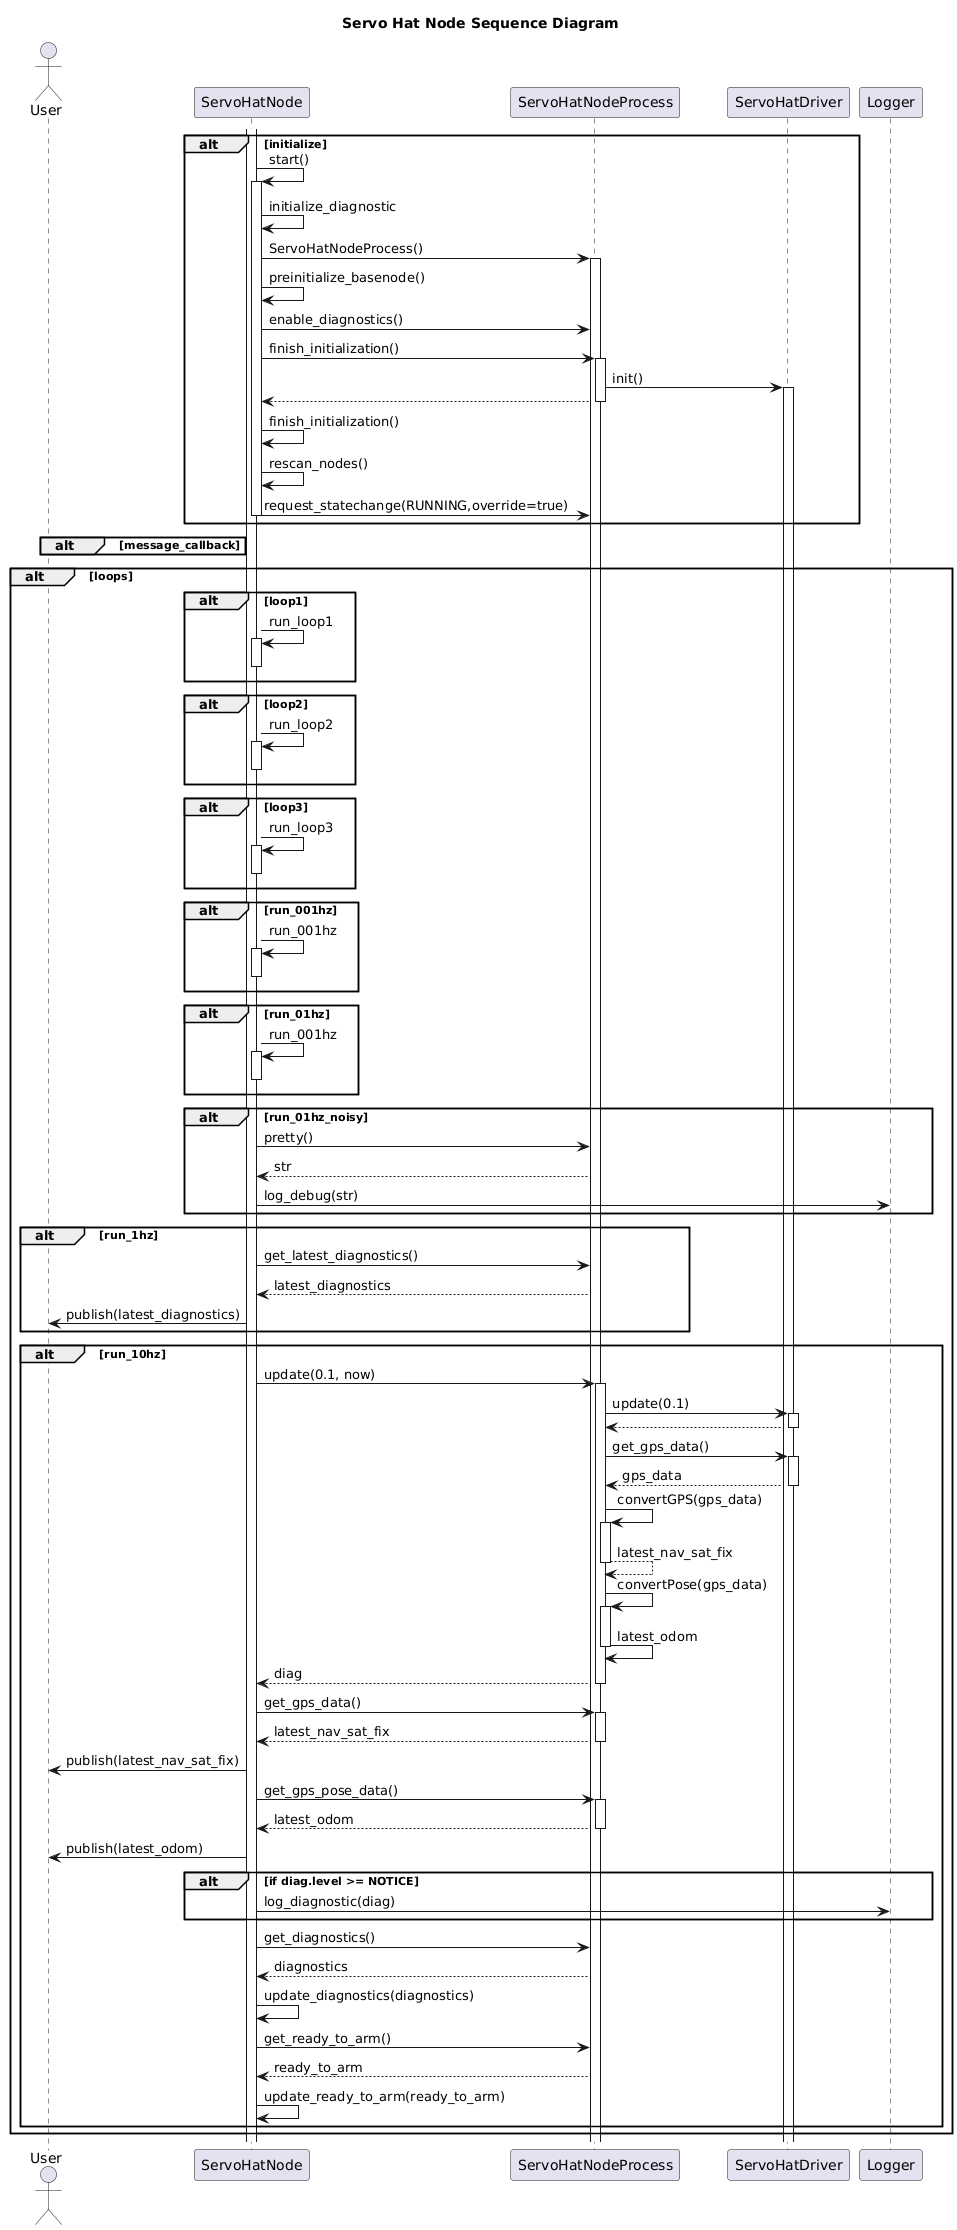 Servo Hat Node Sequence Diagram
User
ServoHatNode
ServoHatNodeProcess
ServoHatDriver
Logger
alt [initialize]
start()
initialize_diagnostic
ServoHatNodeProcess()
preinitialize_basenode()
enable_diagnostics()
finish_initialization()
init()
finish_initialization()
rescan_nodes()
request_statechange(RUNNING,override=true)
alt [message_callback]
alt [loops]
alt [loop1]
run_loop1
alt [loop2]
run_loop2
alt [loop3]
run_loop3
alt [run_001hz]
run_001hz
alt [run_01hz]
run_001hz
alt [run_01hz_noisy]
pretty()
str
log_debug(str)
alt [run_1hz]
get_latest_diagnostics()
latest_diagnostics
publish(latest_diagnostics)
alt [run_10hz]
update(0.1, now)
update(0.1)
get_gps_data()
gps_data
convertGPS(gps_data)
latest_nav_sat_fix
convertPose(gps_data)
latest_odom
diag
get_gps_data()
latest_nav_sat_fix
publish(latest_nav_sat_fix)
get_gps_pose_data()
latest_odom
publish(latest_odom)
alt [if diag.level >= NOTICE]
log_diagnostic(diag)
get_diagnostics()
diagnostics
update_diagnostics(diagnostics)
get_ready_to_arm()
ready_to_arm
update_ready_to_arm(ready_to_arm)
User
ServoHatNode
ServoHatNodeProcess
ServoHatDriver
Logger